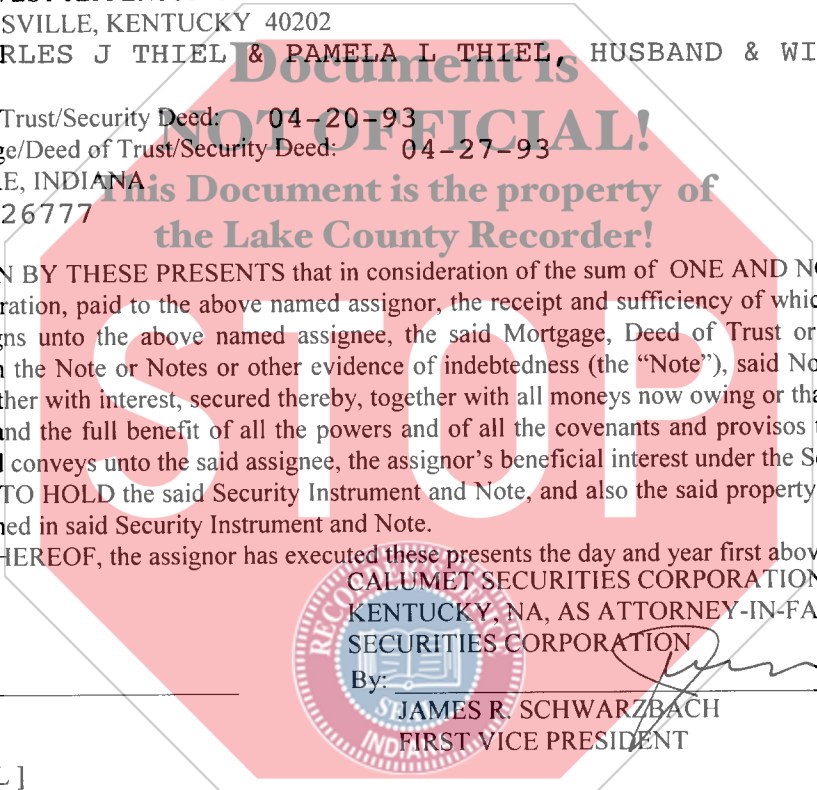 SVILLE, KENTUCKY 40202
RLES J THIEL & PAMELA L THIEL, HUSBAND & WI
Document is
Trust/Security Deed: 04-20-93
NOT OFFICIAL!
ge/Deed of Trust/Security Deed: 04-27-93
E, INDIANA
This Document is the property of
26777
the Lake County Recorder!
N BY THESE PRESENTS that in consideration of the sum of ONE AND NO
ration, paid to the above named assignor, the receipt and sufficiency of whic
gns unto the above named assignee, the said Mortgage, Deed of Trust or
n the Note or Notes or other evidence of indebtedness (the “Note”), said No
ther with interest, secured thereby, together with all moneys now owing or tha
and the full benefit of all the powers and of all the covenants and provisos t
l conveys unto the said assignee, the assignor’s beneficial interest under the S
TO HOLD the said Security Instrument and Note, and also the said property
ned in said Security Instrument and Note.
HEREOF, the assignor has executed these presents the day and year first abov
STOP
CALUMET SECURITIES CORPORATION
KENTUCKY, NA, AS ATTORNEY-IN-FA
SECURITIES CORPORATION
By:
JAMES R. SCHWARZBACH
FIRST VICE PRESIDENT
SEAL
INDIANA
L ]